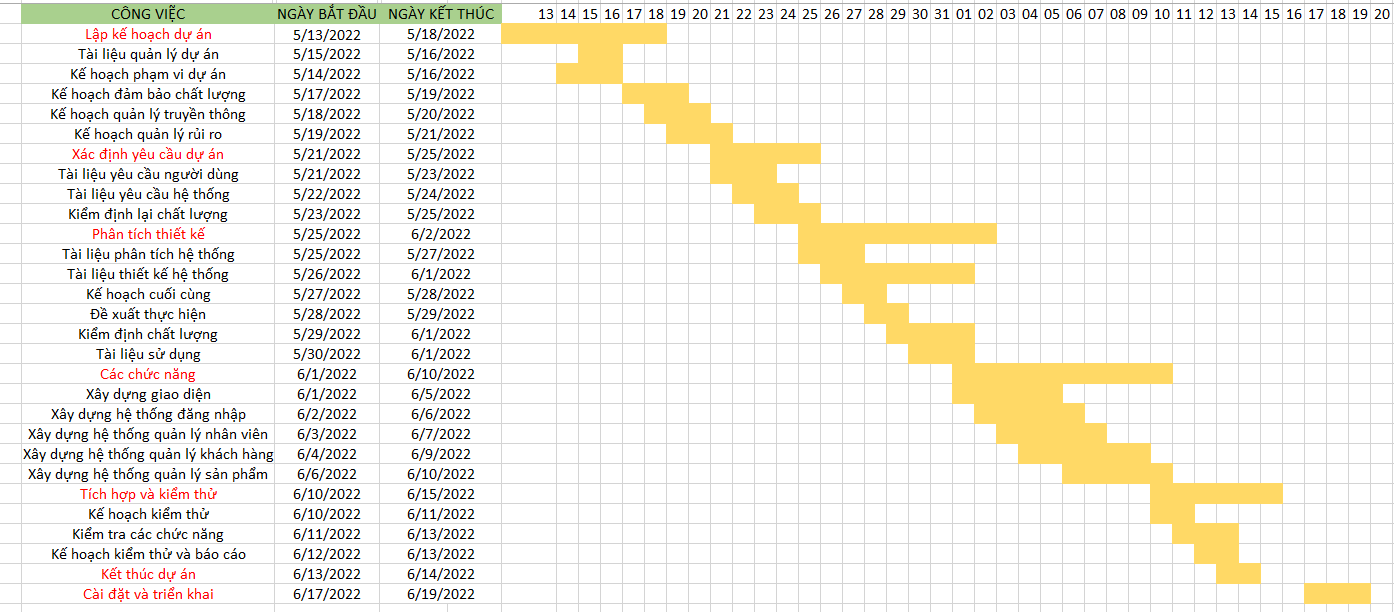 CÔNG VIỆC NGÀY BẮT ĐẦU NGÀY KẾT THÚC 13 14 15 16 17 18 19 20 21 22 23 24 25 26 27 28 29 30 31 01 02 03 04 05 06 07 08 09 10 11 12 13 14 15 16 17 18 19 20
Lập kế hoạch dự án 5/13/2022 5/18/2022
Tài liệu quản lý dự án 5/15/2022 5/16/2022
Kế hoạch phạm vi dự án 5/14/2022 5/16/2022
Kế hoạch đảm bảo chất lượng 5/17/2022 5/19/2022
Kế hoạch quản lý truyền thông 5/18/2022 5/20/2022
Kế hoạch quản lý rủi ro 5/19/2022 5/21/2022
Xác định yêu cầu dự án 5/21/2022 5/25/2022
Tài liệu yêu cầu người dùng 5/21/2022 5/23/2022
Tài liệu yêu cầu hệ thống 5/22/2022 5/24/2022
Kiểm định lại chất lượng 5/23/2022 5/25/2022
Phân tích thiết kế 5/25/2022 6/2/2022
Tài liệu phân tích hệ thống 5/25/2022 5/27/2022
Tài liệu thiết kế hệ thống 5/26/2022 6/1/2022
Kế hoạch cuối cùng 5/27/2022 5/28/2022
Đề xuất thực hiện 5/28/2022 5/29/2022
Kiểm định chất lượng 5/29/2022 6/1/2022
Tài liệu sử dụng 5/30/2022 6/1/2022
Các chức năng 6/1/2022 6/10/2022
Xây dựng giao diện 6/1/2022 6/5/2022
Xây dựng hệ thống đăng nhập 6/2/2022 6/6/2022
Xây dựng hệ thống quản lý nhân viên 6/3/2022 6/7/2022
Xây dựng hệ thống quản lý khách hàng 6/4/2022 6/9/2022
Xây dựng hệ thống quản lý sản phẩm 6/6/2022 6/10/2022
Tích hợp và kiểm thử 6/10/2022 6/15/2022
Kế hoạch kiểm thử 6/10/2022 6/11/2022
Kiểm tra các chức năng 6/11/2022 6/13/2022
Kế hoạch kiểm thử và báo cáo 6/12/2022 6/13/2022
Kết thúc dự án 6/13/2022 6/14/2022
Cài đặt và triển khai 6/17/2022 6/19/2022